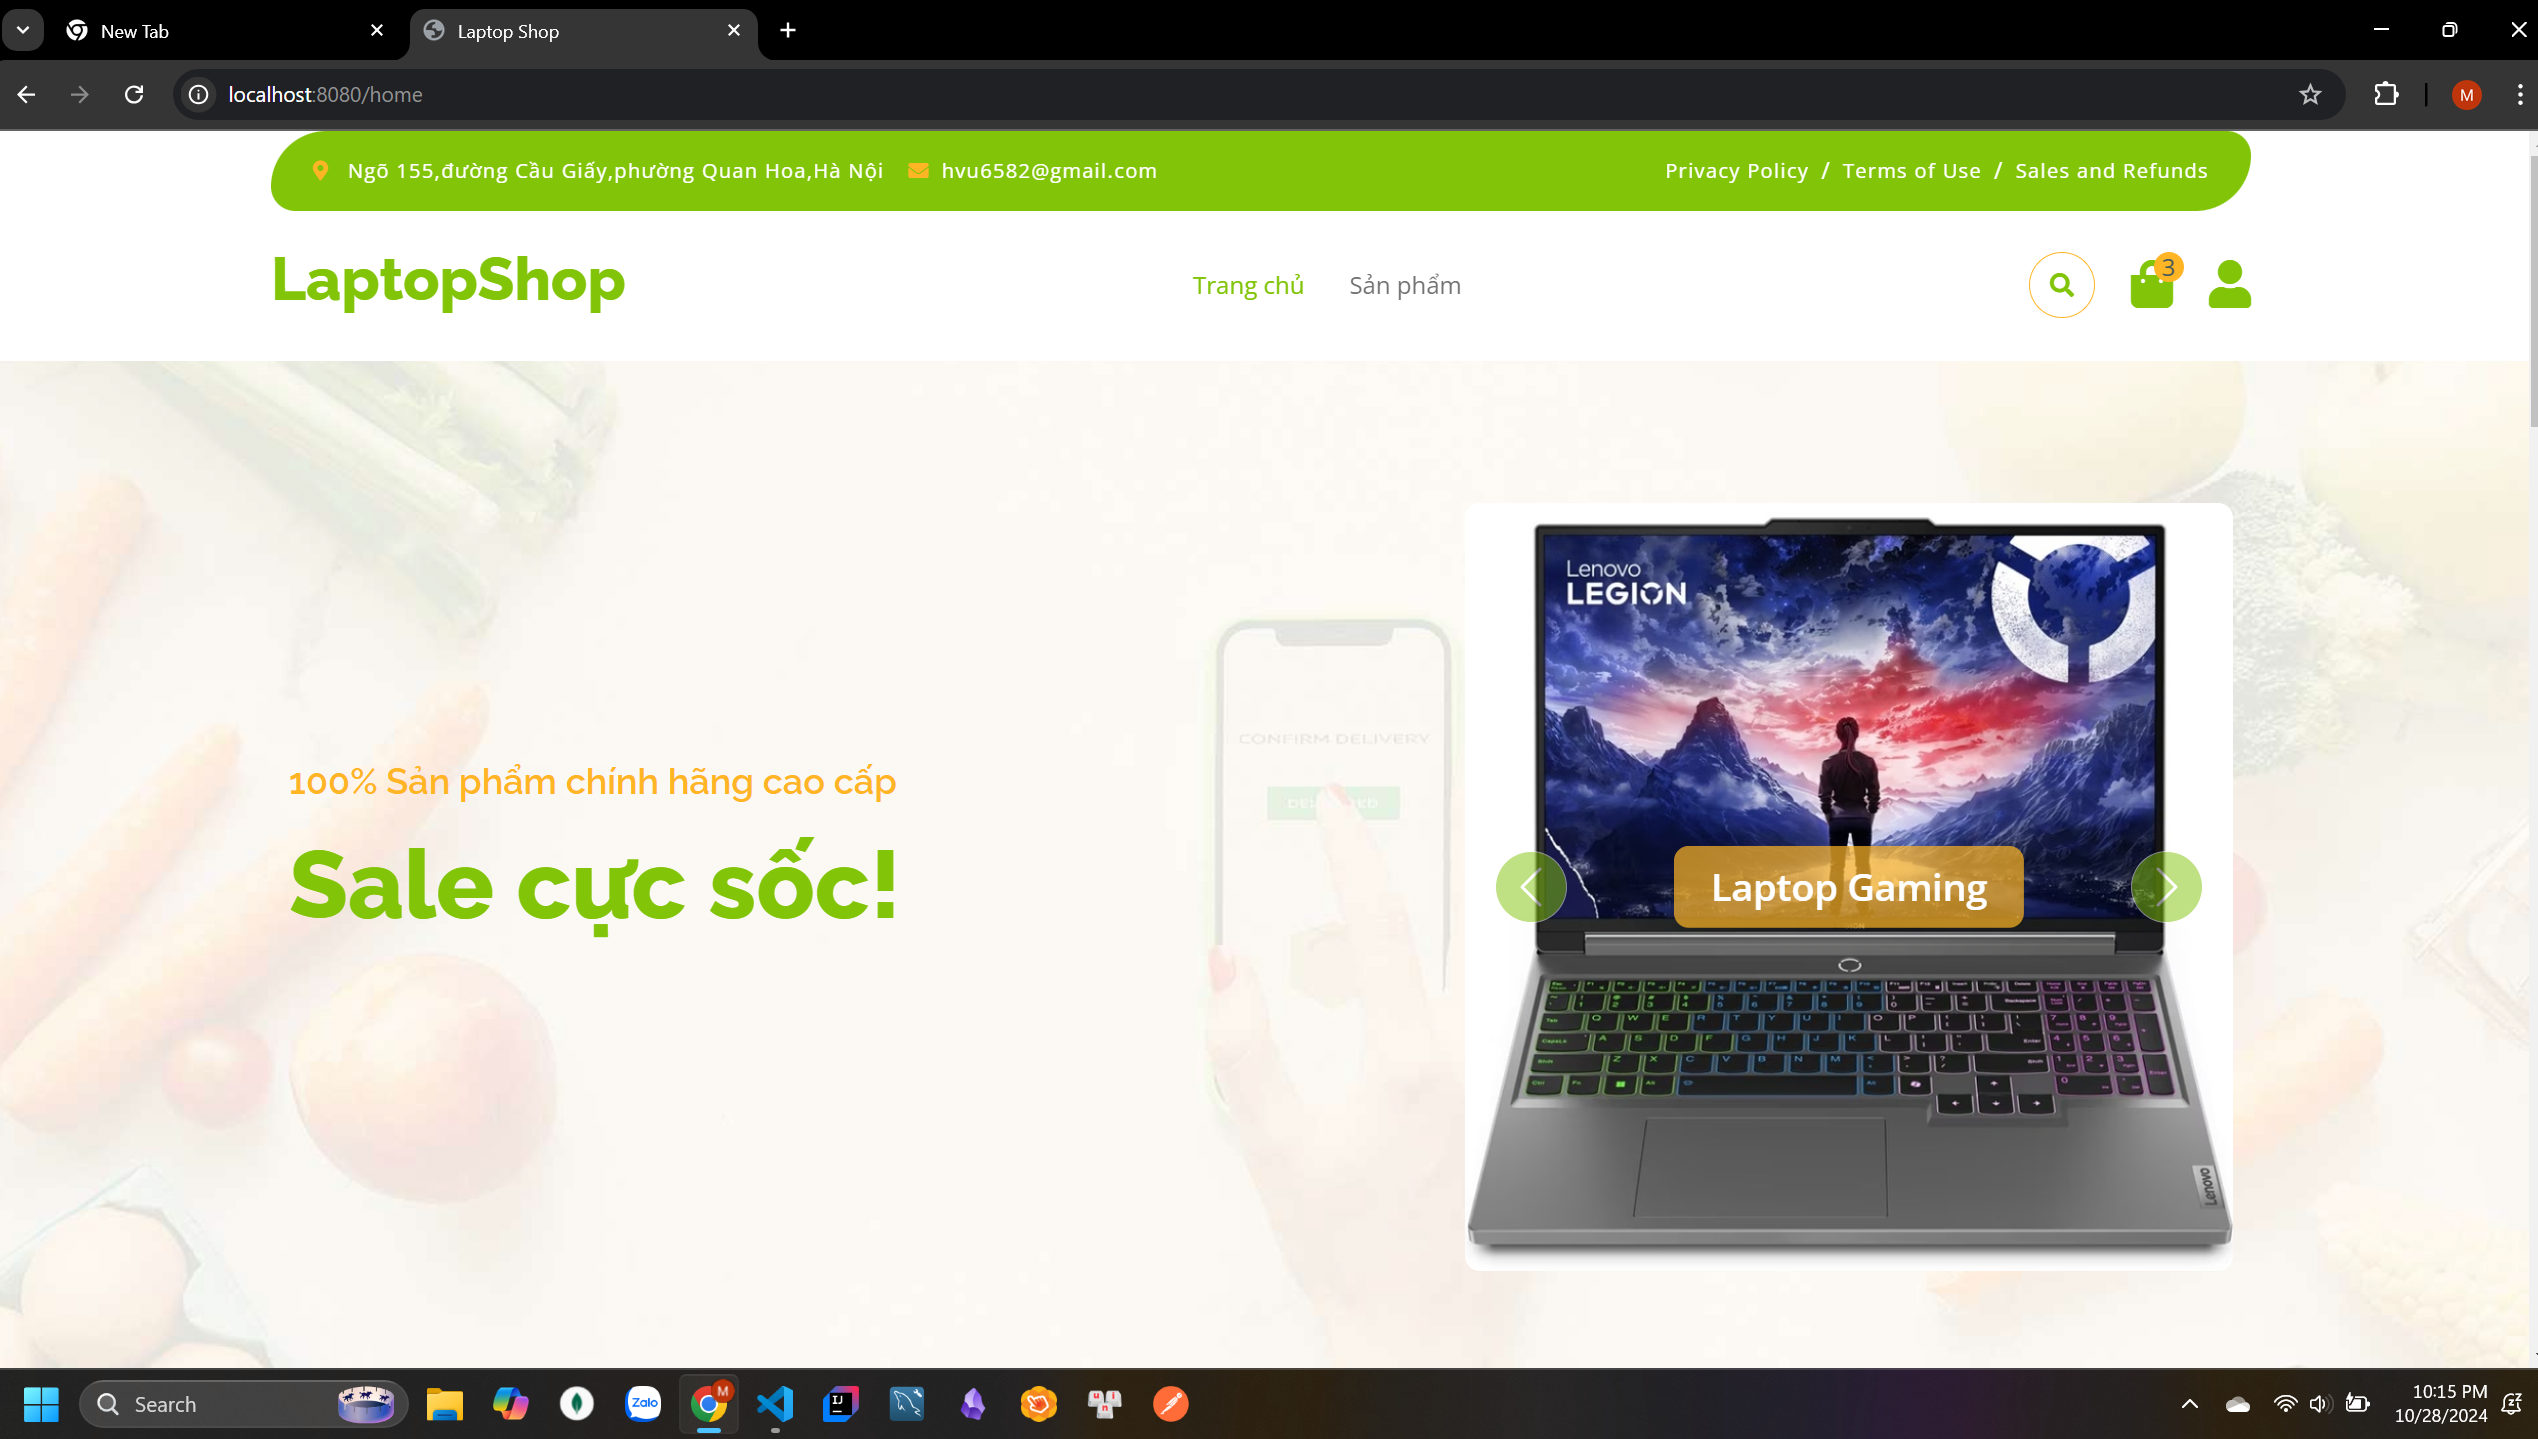 New Tab
Laptop Shop
localhost:8080/home
M
Ngõ 155,đường Cầu Giấy,phường Quan Hoa,Hà Nội hvu6582@gmail.com
Privacy Policy / Terms of Use / Sales and Refunds
LaptopShop
Trang chủ Sản phẩm
3
Lenovo
LEGION
CONFIRM DELIVERY
100% Sản phẩm chính hãng cao cấp
Sale cực sốc!
Laptop Gaming
Lenovo
Search
Zalo
M
IJ
10:15 PM
10/28/2024